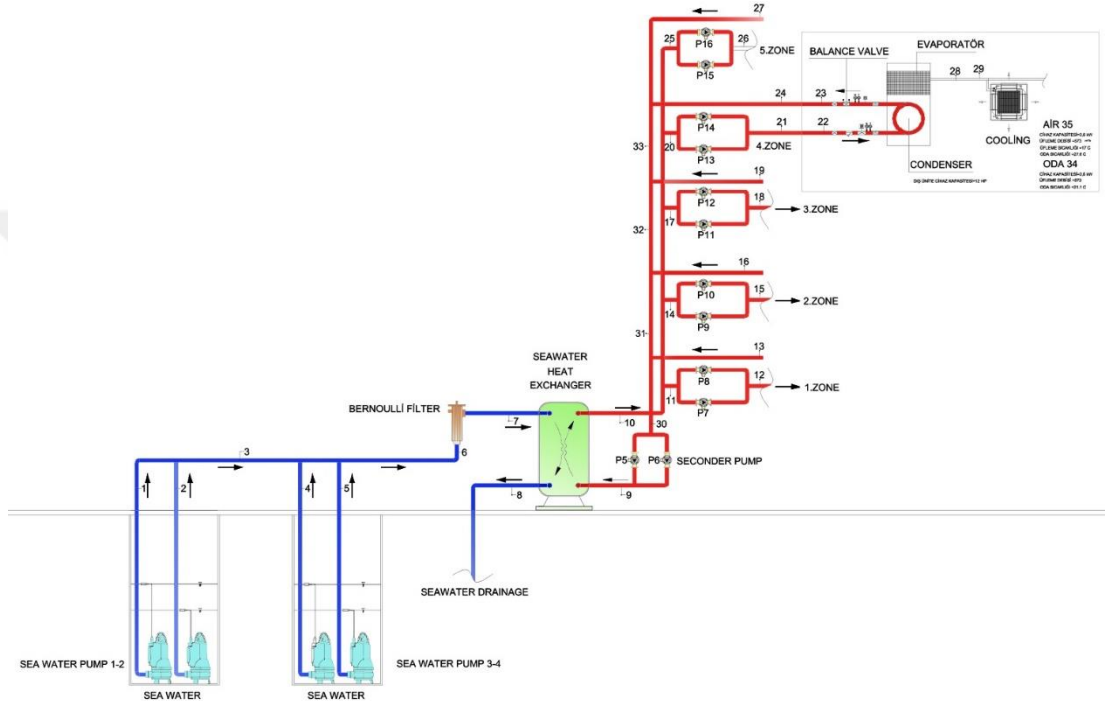 27
P16
25
26
5.ZONE
P15
BALANCE VALVE
EVAPORATÖR
28
29
24
23
33
P14
21
22
20
4.ZONE
P13
COOLİNG
AİR 35
ODA 34
CONDENSER
19
P12
18
3.ZONE
17
P11
32
16
P10
15
2.ZONE
14
P9
31
13
SEAWATER
HEAT
EXCHANGER
P8
12
1.ZONE
11
P7
BERNOULLİ FİLTER
7
10
30
3
6
P5
P6
SECONDER PUMP
1
2
4
5
8
9
SEAWATER DRAINAGE
SEA WATER PUMP 1-2
SEA WATER PUMP 3-4
SEA WATER
SEA WATER